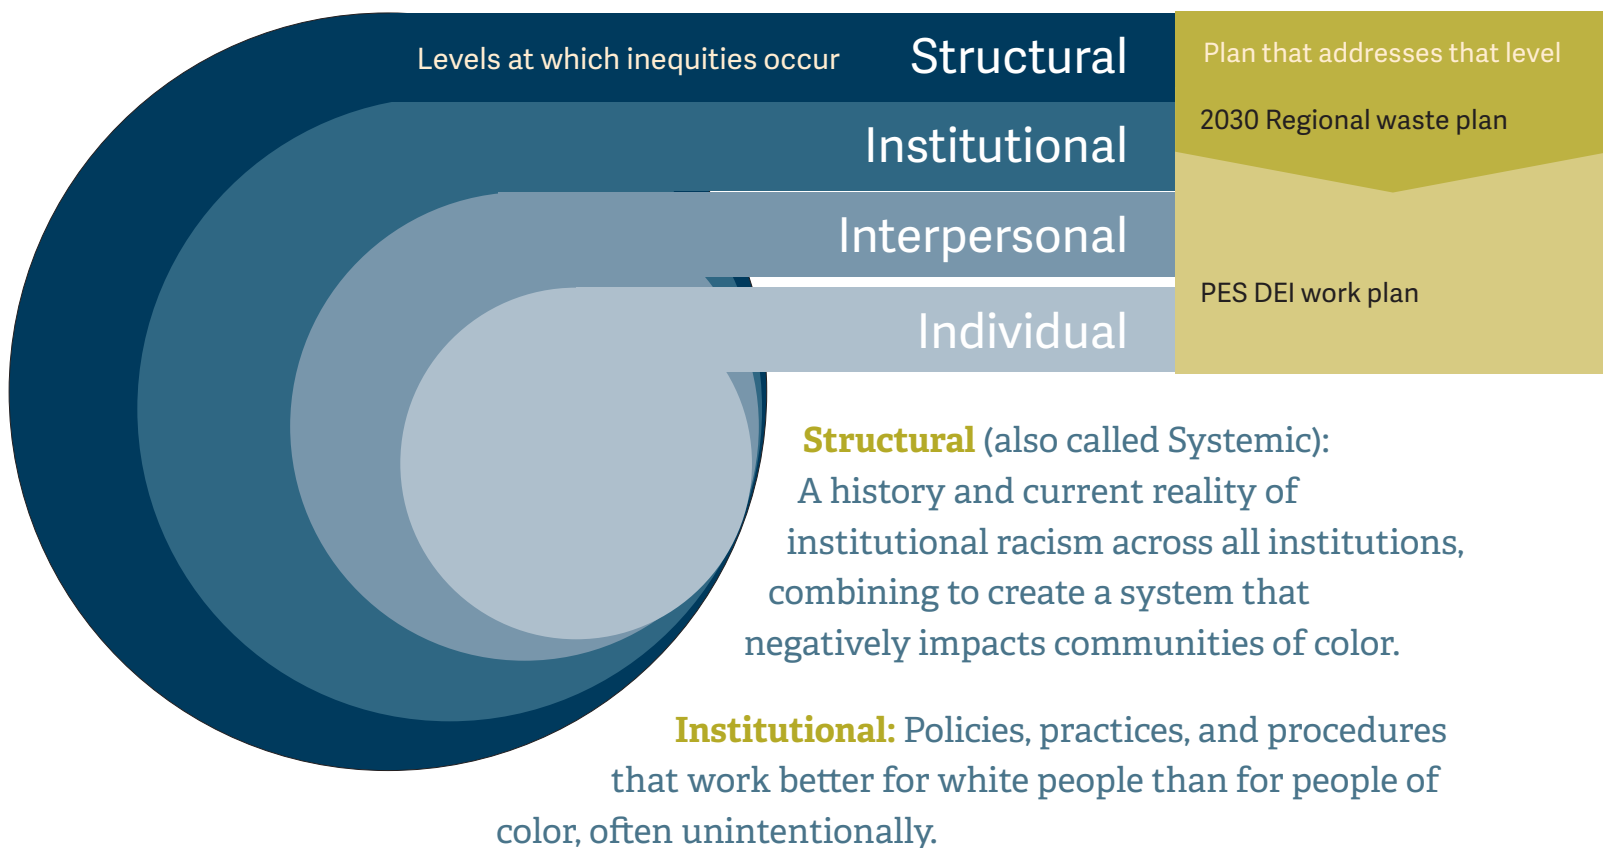 Levels at which inequities occur
Structural
Plan that addresses that level
2030 Regional waste plan
Institutional
Interpersonal
PES DEI work plan
Individual
Structural (also called Systemic):
A history and current reality of
institutional racism across all institutions,
combining to create a system that
negatively impacts communities of color.
Institutional: Policies, practices, and procedures
that work better for white people than for people of
color, often unintentionally.